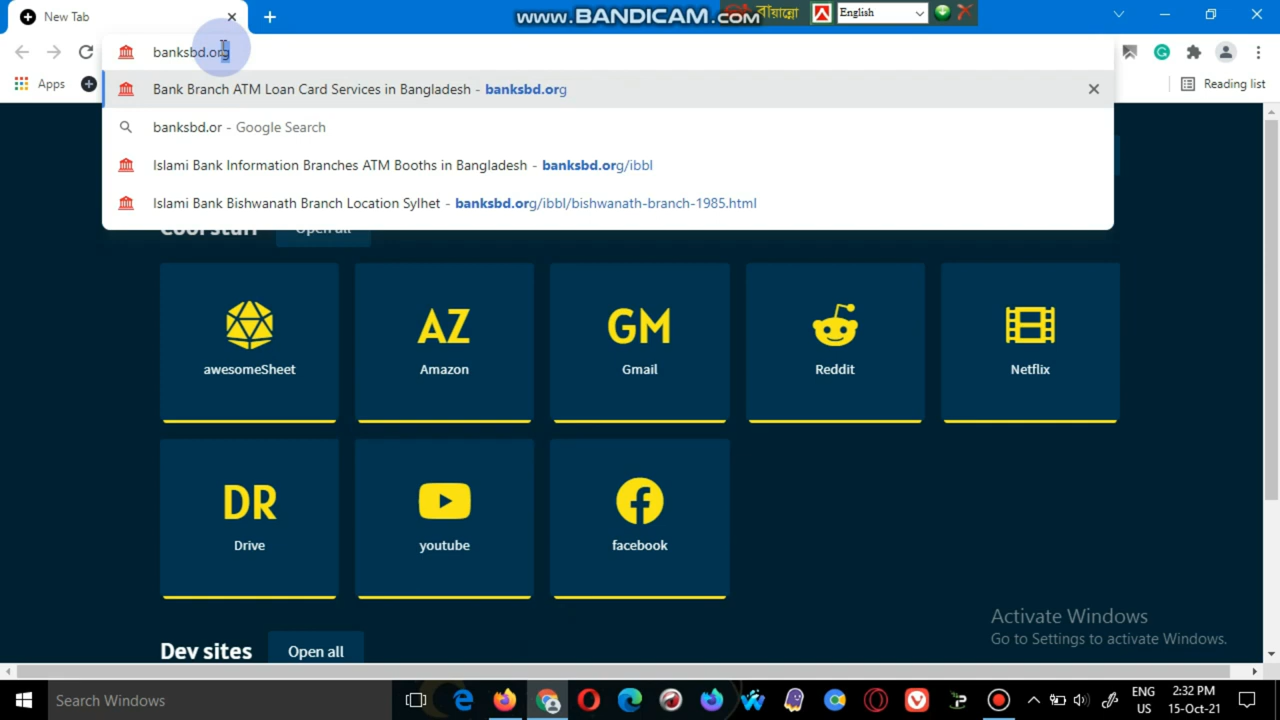 New Tab
www.BANDICAM.com
English
banksbd.org
Bank Branch ATM Loan Card Services in Bangladesh - banksbd.org
banksbd.or - Google Search
Islami Bank Information Branches ATM Booths in Bangladesh - banksbd.org/ibbl
Islami Bank Bishwanath Branch Location Sylhet - banksbd.org/ibbl/bishwanath-branch-1985.html
Apps
Reading list
Cool stuff
Open all
awesomeSheet
AZ
Amazon
GM
Gmail
Reddit
Netflix
DR
Drive
youtube
facebook
Dev sites
Open all
Activate Windows
Go to Settings to activate Windows.
Search Windows
ENG
US
2:32 PM
15-Oct-21